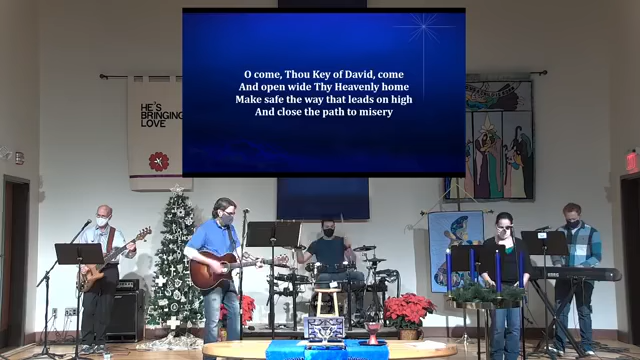 O come, Thou Key of David, come
And open wide Thy Heavenly home
Make safe the way that leads on high
And close the path to misery
HE'S
BRINGING
LOVE